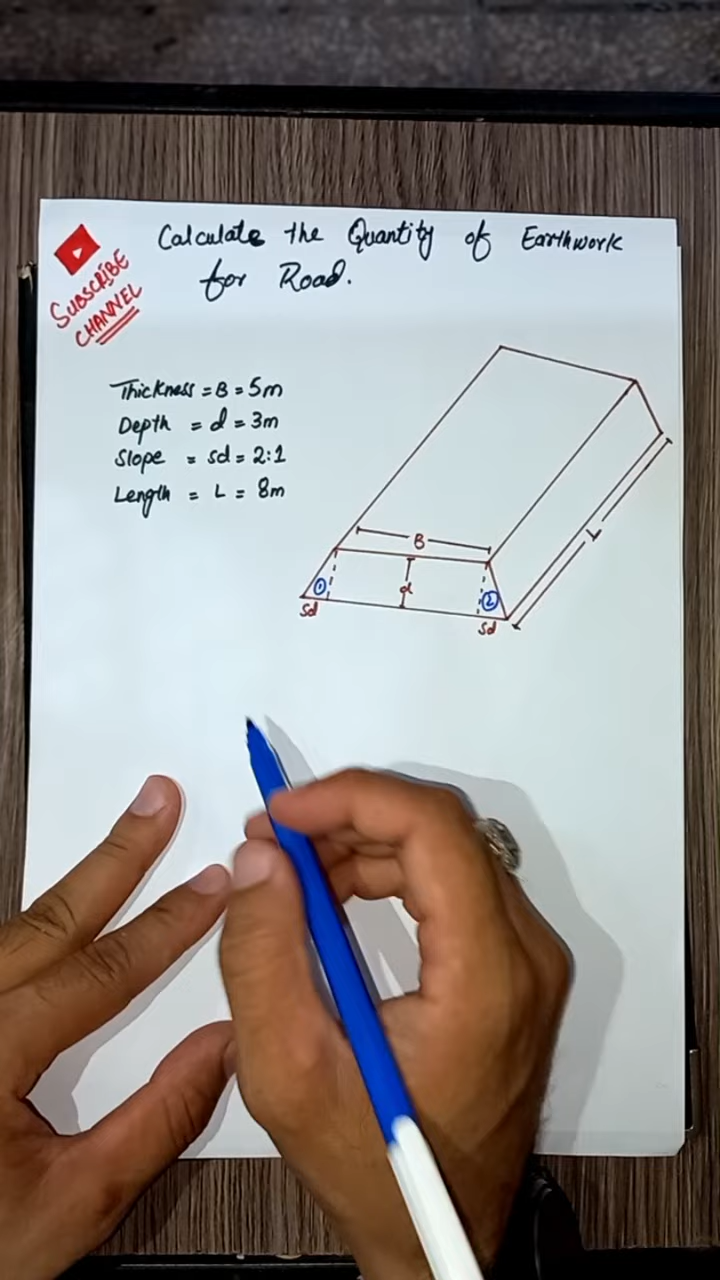 Calculate the Quantity of Earthwork
for Road.
SUBSCRIBE
CHANNEL
Thickness = B = 5m
Depth = d = 3m
Slope = sd = 2:1
Length = L = 8m
B
L
1
d
2
sd
sd